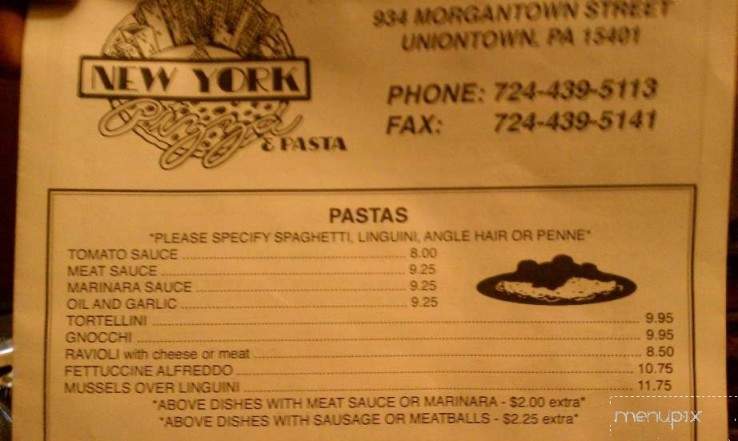 934 MORGANTOWN STREET
UNIONTOWN, PA 15401
NEW YORK
Pizza
& PASTA
PHONE: 724-439-5113
FAX: 724-439-5141
PASTAS
*PLEASE SPECIFY SPAGHETTI, LINGUINI, ANGLE HAIR OR PENNE*
TOMATO SAUCE 8.00
MEAT SAUCE 9.25
MARINARA SAUCE 9.25
OIL AND GARLIC 9.25
TORTELLINI 9.95
GNOCCHI 9.95
RAVIOLI with cheese or meat 8.50
FETTUCCINE ALFREDDO 10.75
MUSSELS OVER LINGUINI 11.75
*ABOVE DISHES WITH MEAT SAUCE OR MARINARA - $2.00 extra*
*ABOVE DISHES WITH SAUSAGE OR MEATBALLS - $2.25 extra*
menupix